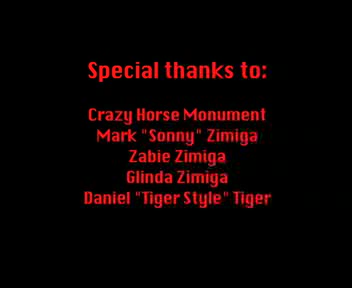 Special thanks to:
Crazy Horse Monument
Mark "Sonny" Zimiga
Zabie Zimiga
Glinda Zimiga
Daniel "Tiger Style" Tiger